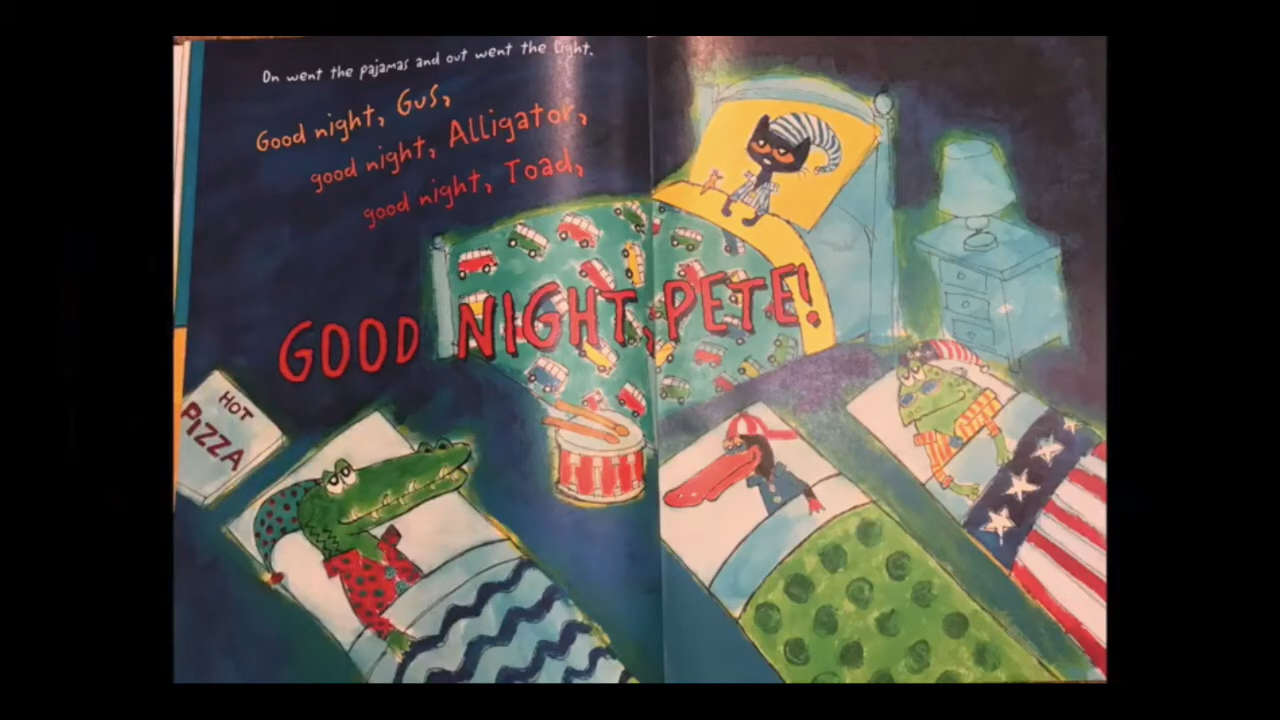 On went the pajamas and out went the light.
Good night, Gus,
good night, Alligator,
good night, Toad,
GOOD NIGHT, PETE!
HOT
PIZZA